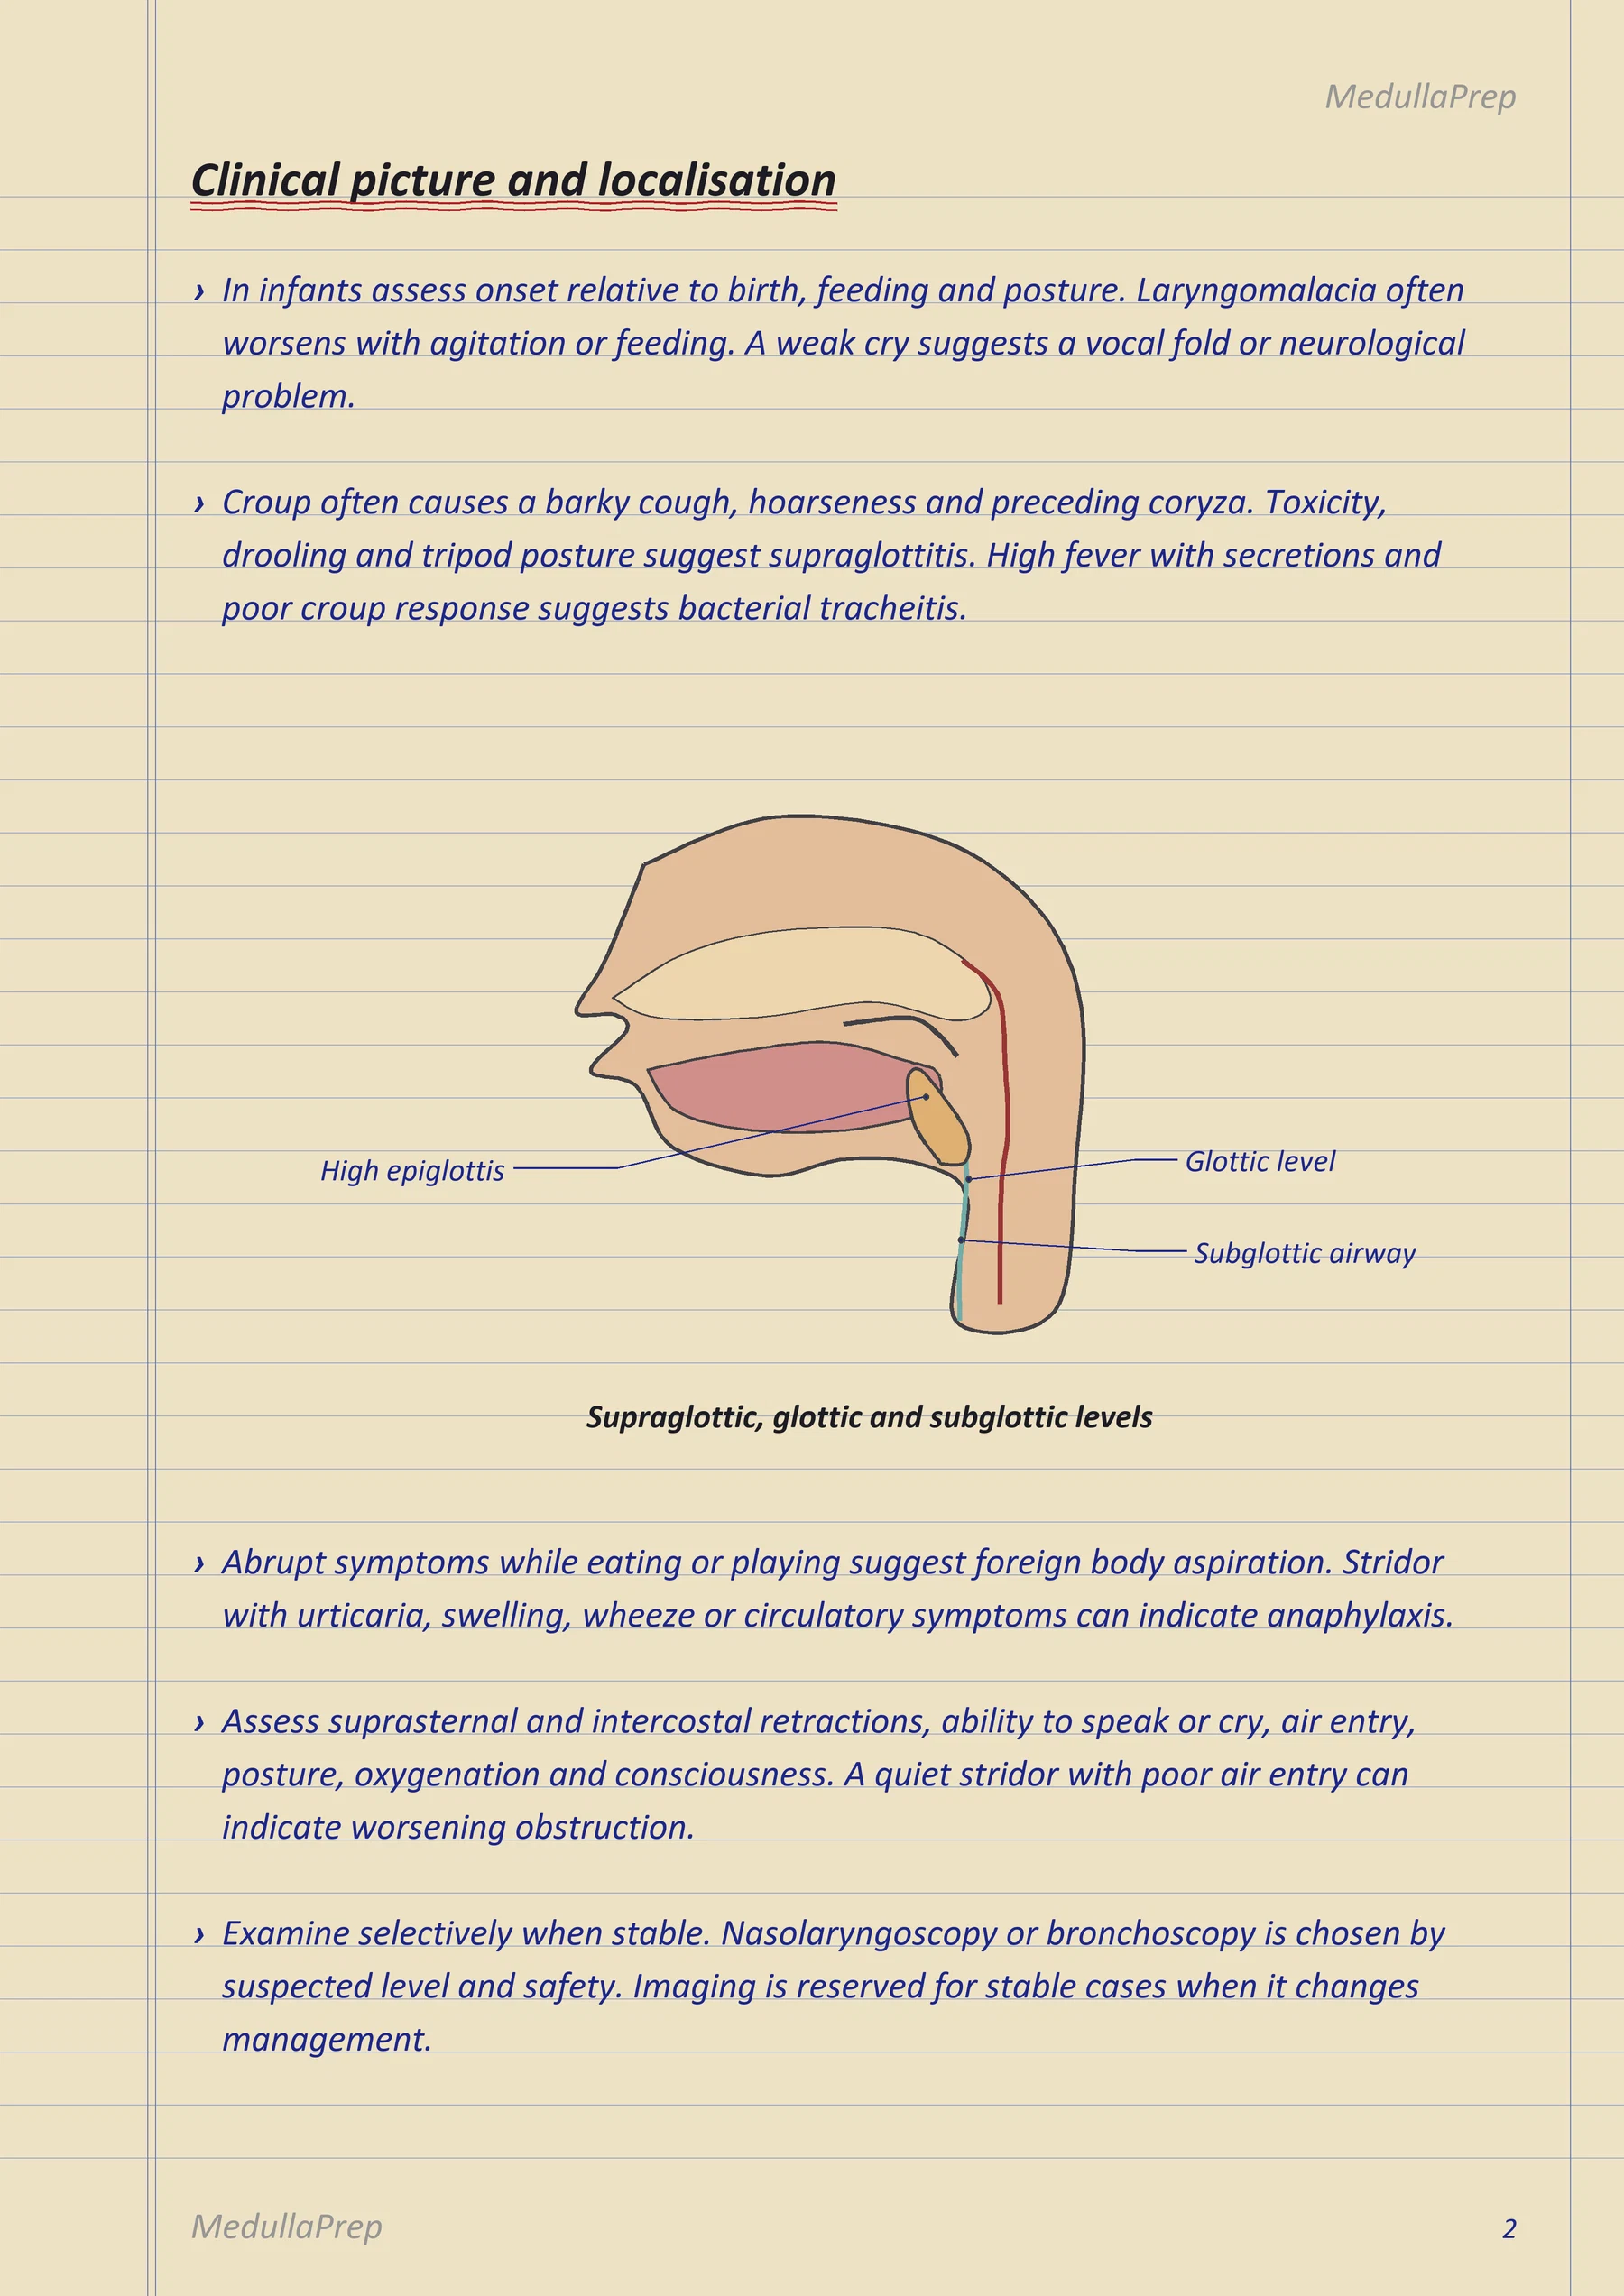 MedullaPrep
Clinical picture and localisation
› In infants assess onset relative to birth, feeding and posture. Laryngomalacia often
worsens with agitation or feeding. A weak cry suggests a vocal fold or neurological
problem.
› Croup often causes a barky cough, hoarseness and preceding coryza. Toxicity,
drooling and tripod posture suggest supraglottitis. High fever with secretions and
poor croup response suggests bacterial tracheitis.
High epiglottis
Glottic level
Subglottic airway
Supraglottic, glottic and subglottic levels
› Abrupt symptoms while eating or playing suggest foreign body aspiration. Stridor
with urticaria, swelling, wheeze or circulatory symptoms can indicate anaphylaxis.
› Assess suprasternal and intercostal retractions, ability to speak or cry, air entry,
posture, oxygenation and consciousness. A quiet stridor with poor air entry can
indicate worsening obstruction.
› Examine selectively when stable. Nasolaryngoscopy or bronchoscopy is chosen by
suspected level and safety. Imaging is reserved for stable cases when it changes
management.
MedullaPrep
2